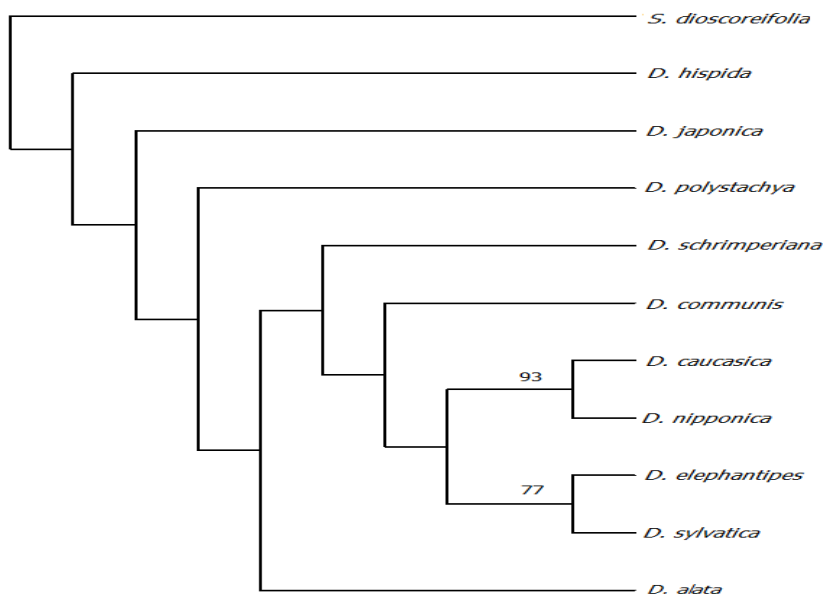 S. dioscoreifolia
D. hispida
D. japonica
D. polystachya
D. schrimperiana
D. communis
93
D. caucasica
D. nipponica
77
D. elephantipes
D. sylvatica
D. alata